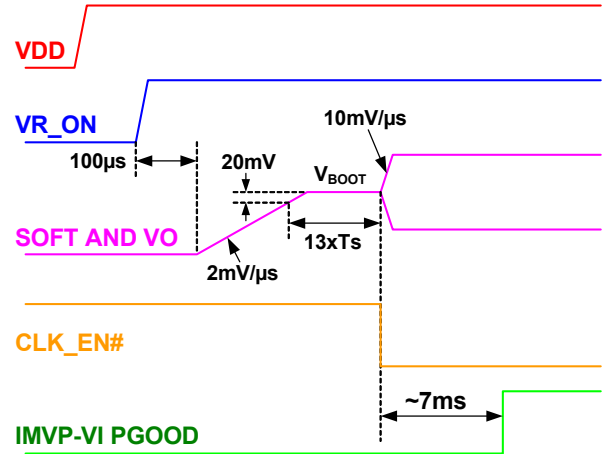 VDD
VR_ON
10mV/µs
100µs
20mV
VBOOT
SOFT AND VO
13xTs
2mV/µs
CLK_EN#
~7ms
IMVP-VI PGOOD